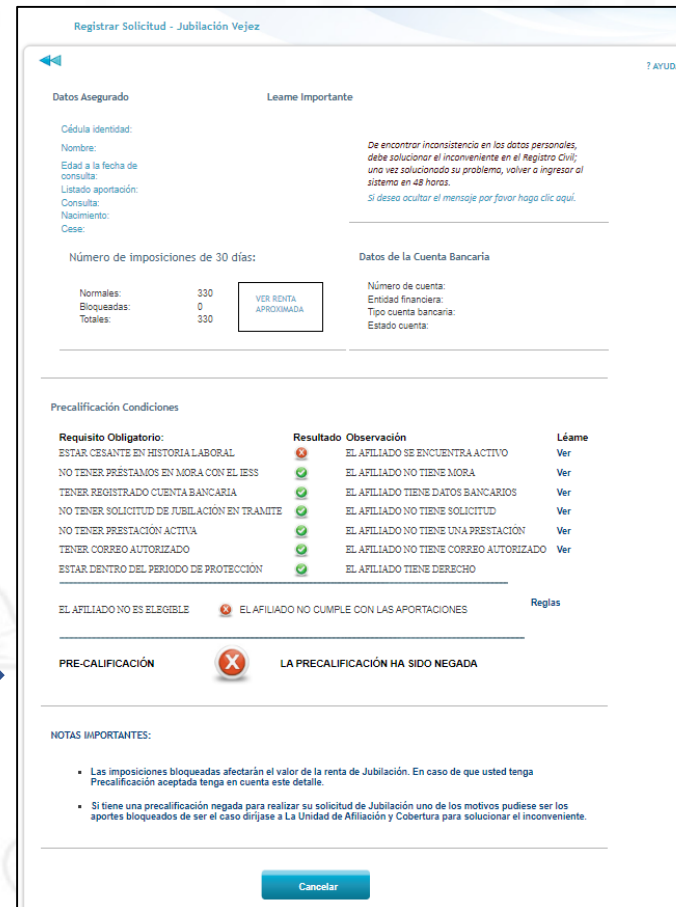 Registrar Solicitud - Jubilación Vejez
? AYUD
Datos Asegurado
Leame Importante
Cédula identidad:
Nombre:
Edad a la fecha de
consulta:
Listado aportación:
Consulta:
Nacimiento:
Cese:
De encontrar inconsistencia en los datos personales,
debe solucionar el inconveniente en el Registro Civil;
una vez solucionado su problema, volver a ingresar al
sistema en 48 horas.
Si desea ocultar el mensaje por favor haga clic aquí.
Número de imposiciones de 30 días:
Normales: 330
Bloqueadas: 0
Totales: 330
VER RENTA
APROXIMADA
Datos de la Cuenta Bancaria
Número de cuenta:
Entidad financiera:
Tipo cuenta bancaria:
Estado cuenta:
Precalificación Condiciones
Requisito Obligatorio: Resultado Observación Léame
ESTAR CESANTE EN HISTORIA LABORAL EL AFILIADO SE ENCUENTRA ACTIVO Ver
NO TENER PRÉSTAMOS EN MORA CON EL IESS EL AFILIADO NO TIENE MORA Ver
TENER REGISTRADO CUENTA BANCARIA EL AFILIADO TIENE DATOS BANCARIOS Ver
NO TENER SOLICITUD DE JUBILACIÓN EN TRAMITE EL AFILIADO NO TIENE SOLICITUD Ver
NO TENER PRESTACIÓN ACTIVA EL AFILIADO NO TIENE UNA PRESTACIÓN Ver
TENER CORREO AUTORIZADO EL AFILIADO NO TIENE CORREO AUTORIZADO Ver
ESTAR DENTRO DEL PERIODO DE PROTECCIÓN EL AFILIADO TIENE DERECHO
EL AFILIADO NO ES ELEGIBLE EL AFILIADO NO CUMPLE CON LAS APORTACIONES Reglas
PRE-CALIFICACIÓN LA PRECALIFICACIÓN HA SIDO NEGADA
NOTAS IMPORTANTES:
Las imposiciones bloqueadas afectarán el valor de la renta de Jubilación. En caso de que usted tenga
Precalificación aceptada tenga en cuenta este detalle.
Si tiene una precalificación negada para realizar su solicitud de Jubilación uno de los motivos pudiese ser los
aportes bloqueados de ser el caso diríjase a La Unidad de Afiliación y Cobertura para solucionar el inconveniente.
Cancelar